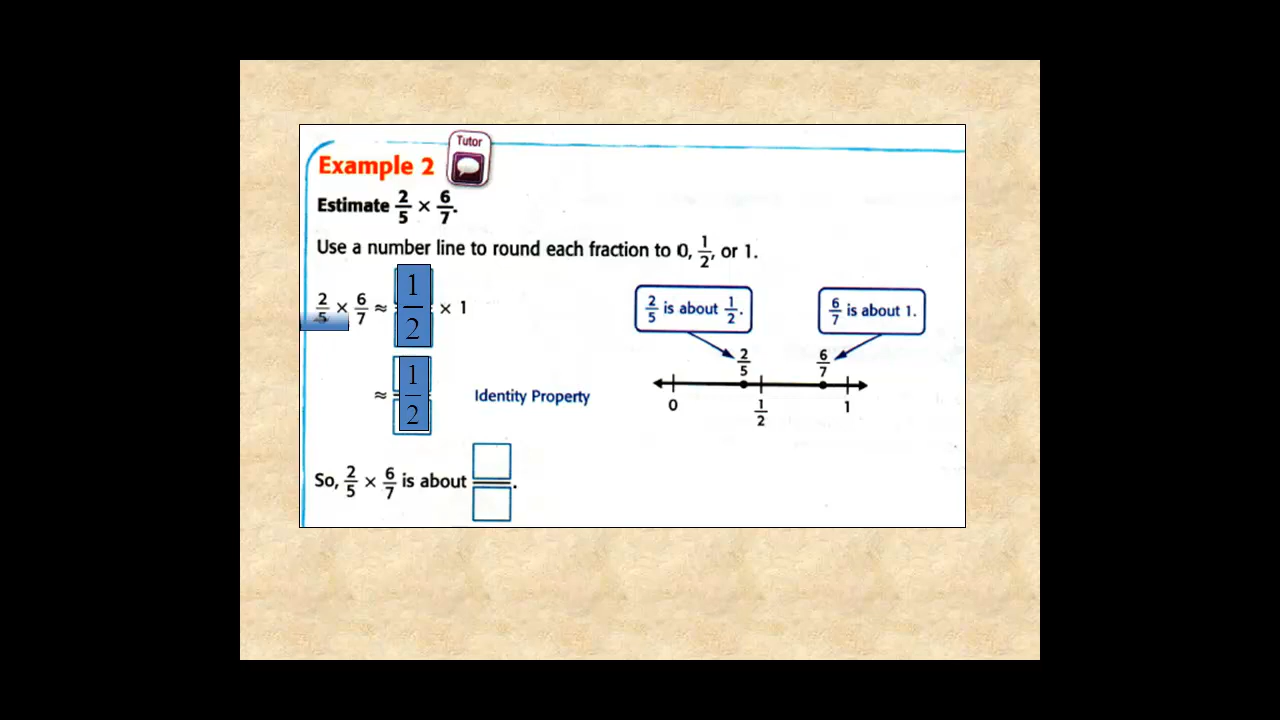 Tutor
Example 2
Estimate 2/5 × 6/7.
Use a number line to round each fraction to 0, 1/2, or 1.
2/5 × 6/7 ≈ 1/2 × 1
≈ 1/2 Identity Property
So, 2/5 × 6/7 is about
2/5 is about 1/2.
6/7 is about 1.
2/5 6/7
0 1/2 1